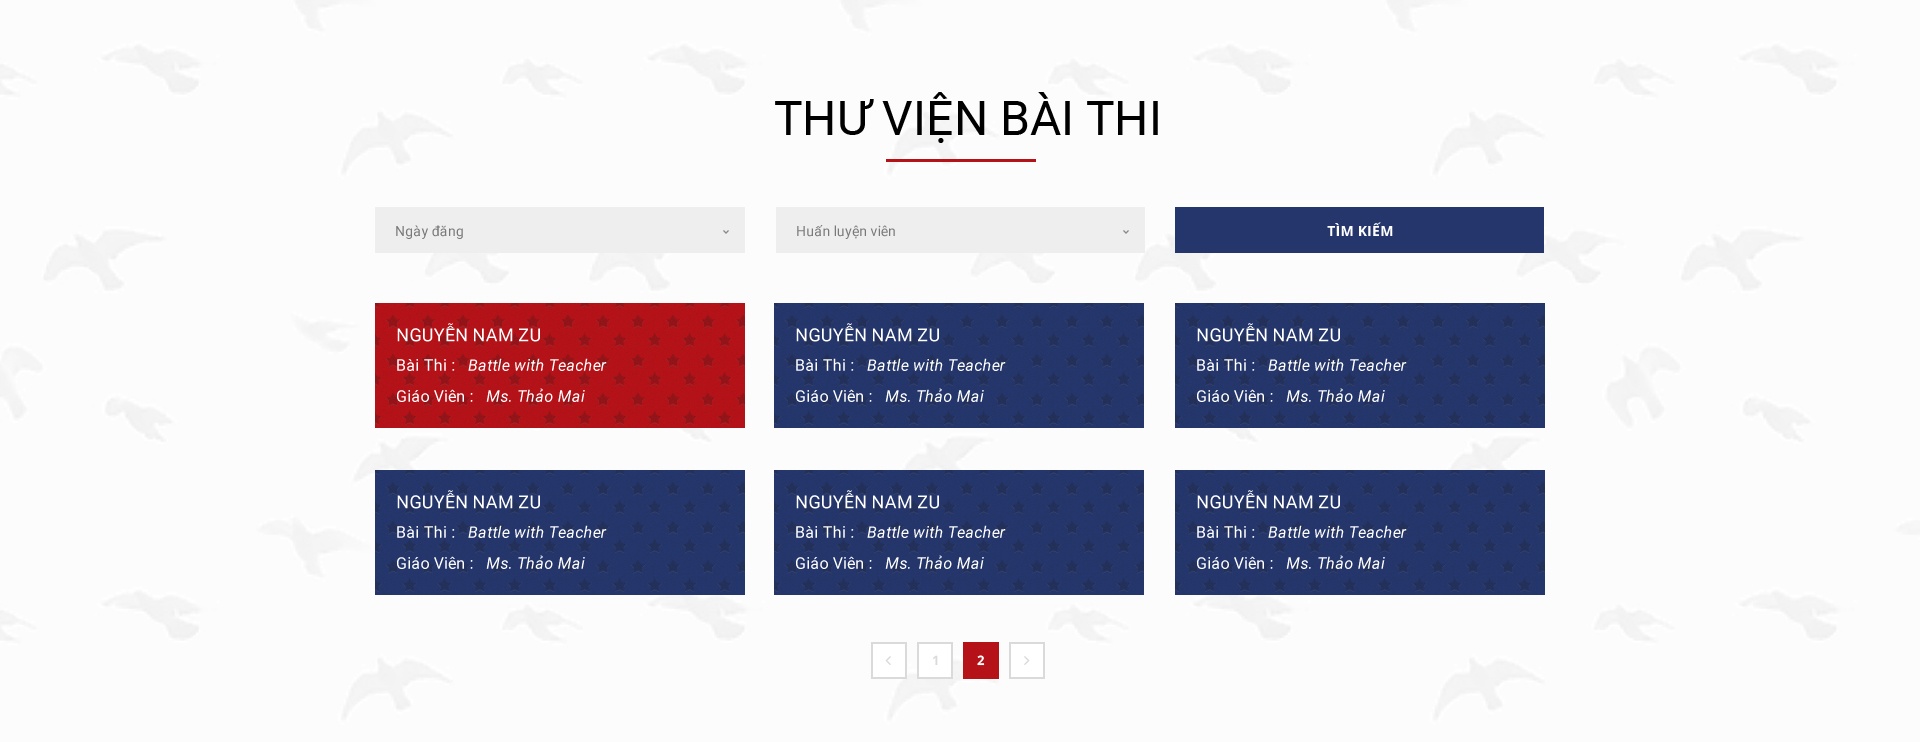 THƯ VIỆN BÀI THI
Ngày đăng
Huấn luyện viên
TÌM KIẾM
NGUYỄN NAM ZU
Bài Thi : Battle with Teacher
Giáo Viên : Ms. Thảo Mai
NGUYỄN NAM ZU
Bài Thi : Battle with Teacher
Giáo Viên : Ms. Thảo Mai
NGUYỄN NAM ZU
Bài Thi : Battle with Teacher
Giáo Viên : Ms. Thảo Mai
NGUYỄN NAM ZU
Bài Thi : Battle with Teacher
Giáo Viên : Ms. Thảo Mai
NGUYỄN NAM ZU
Bài Thi : Battle with Teacher
Giáo Viên : Ms. Thảo Mai
NGUYỄN NAM ZU
Bài Thi : Battle with Teacher
Giáo Viên : Ms. Thảo Mai
1 2